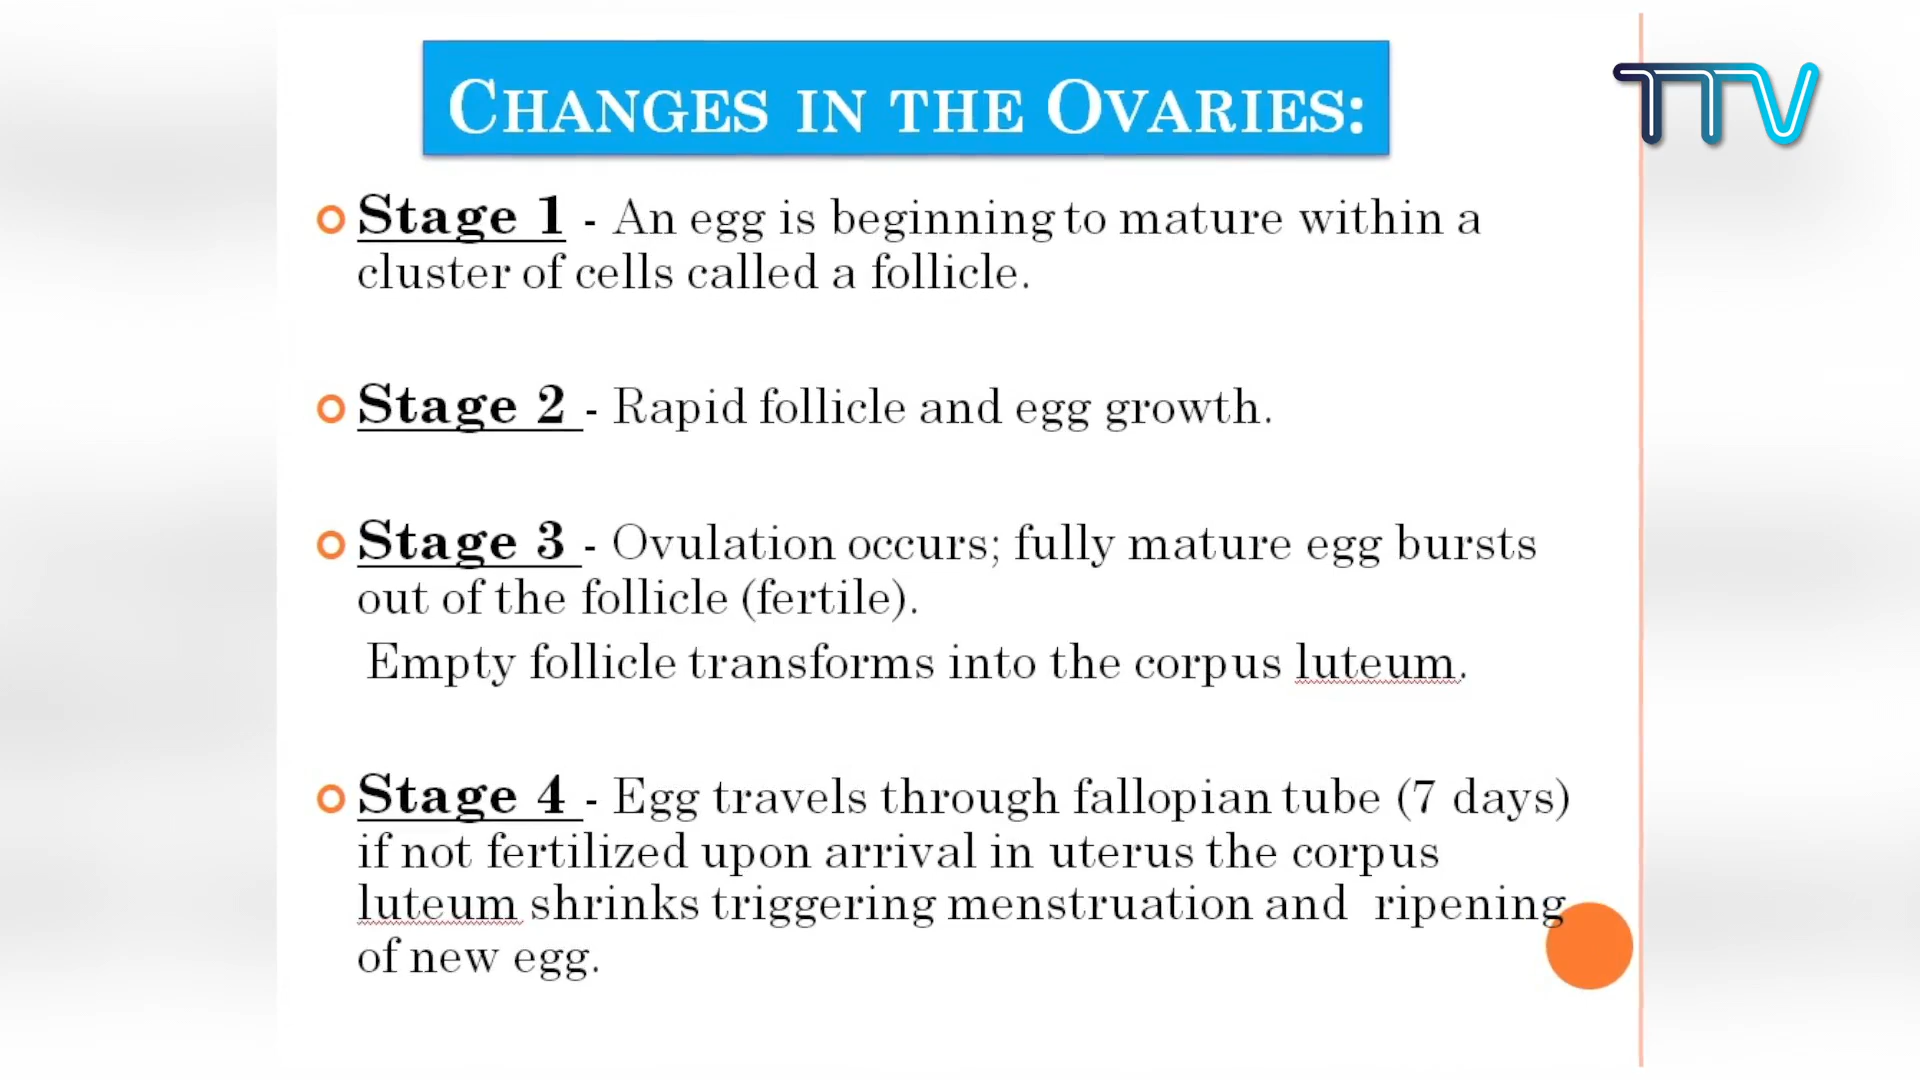 CHANGES IN THE OVARIES:
TTV
Stage 1 - An egg is beginning to mature within a
cluster of cells called a follicle.
Stage 2 - Rapid follicle and egg growth.
Stage 3 - Ovulation occurs; fully mature egg bursts
out of the follicle (fertile).
Empty follicle transforms into the corpus luteum.
Stage 4 - Egg travels through fallopian tube (7 days)
if not fertilized upon arrival in uterus the corpus
luteum shrinks triggering menstruation and ripening
of new egg.